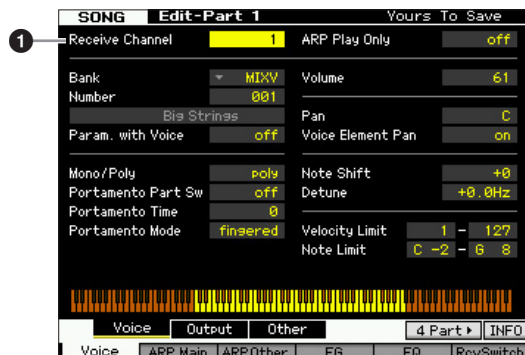 SONG Edit-Part 1 Yours To Save
1 Receive Channel 1 ARP Play Only off
Bank MIXV Volume 61
Number 001
Big Strings Pan C
Param. with Voice off Voice Element Pan on
Mono/Poly poly Note Shift +0
Portamento Part Sw off Detune +0.0Hz
Portamento Time 0
Portamento Mode fingered Velocity Limit 1 - 127
Note Limit C -2 - G 8
Voice Output Other 4 Part INFO
Voice ARP Main ARP Other EG EQ RcvSwitch